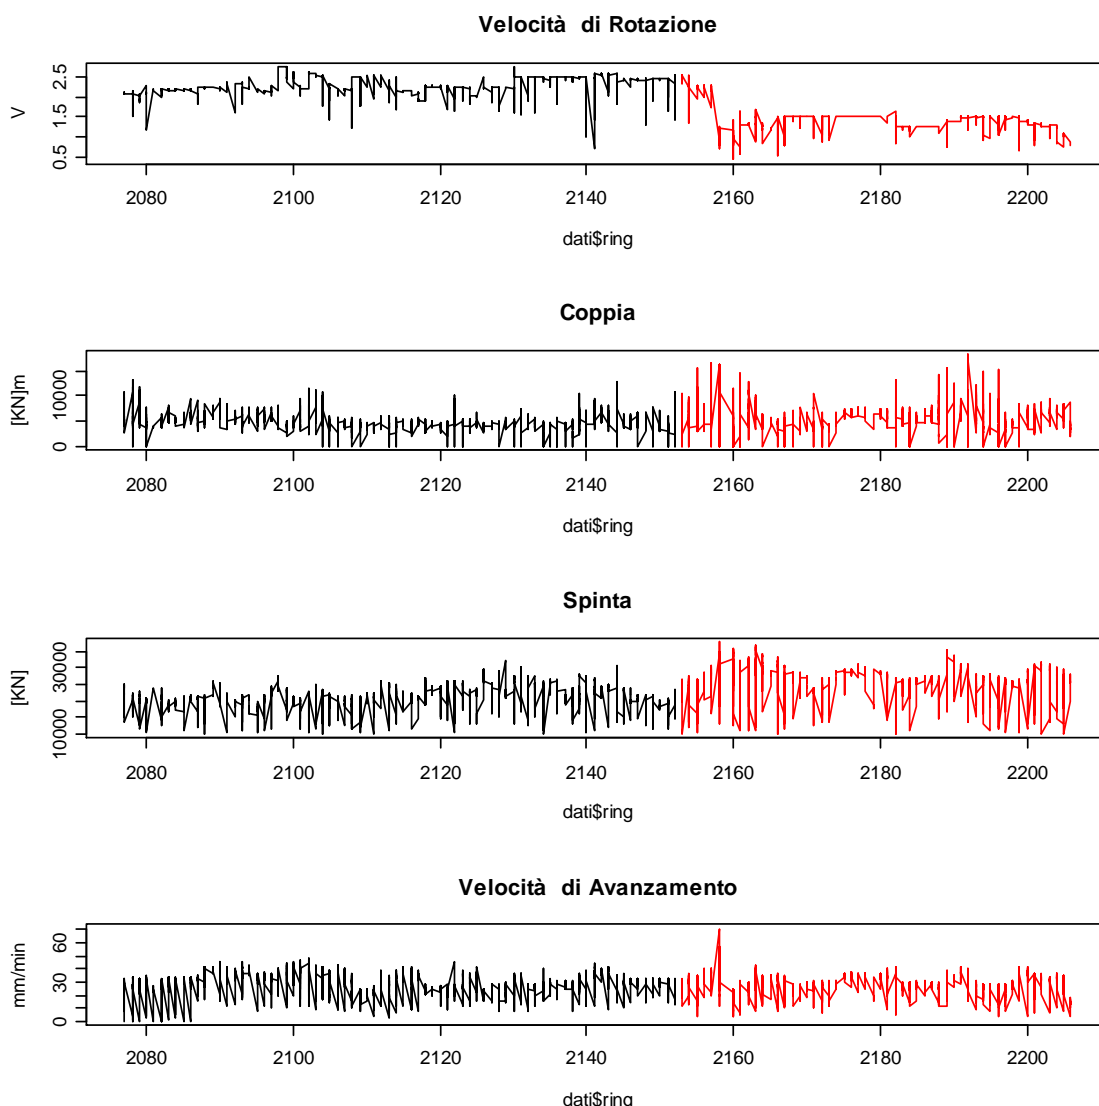 Velocità di Rotazione
V
0.5 1.5 2.5
2080 2100 2120 2140 2160 2180 2200
dati$ring
Coppia
[KN]m
0 10000
2080 2100 2120 2140 2160 2180 2200
dati$ring
Spinta
[KN]
10000 30000
2080 2100 2120 2140 2160 2180 2200
dati$ring
Velocità di Avanzamento
mm/min
0 30 60
2080 2100 2120 2140 2160 2180 2200
dati$ring